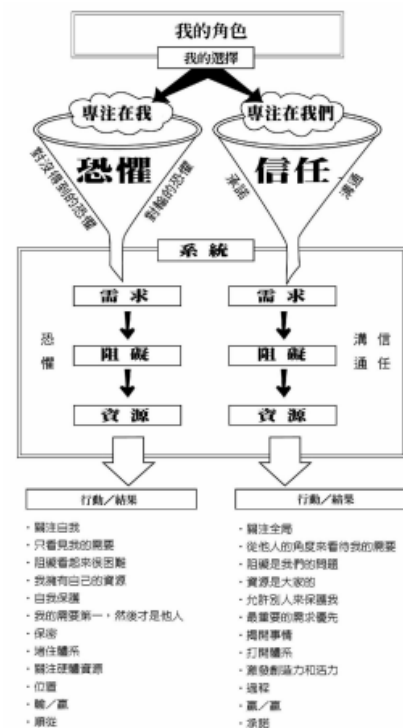 我的角色
我的選擇
專注在我
專注在我們
恐懼
信任
對沒得到的恐懼
對輸的恐懼
承諾
溝通
系統
需求
需求
恐懼
阻礙
阻礙
溝通
信任
資源
資源
行動／結果
・關注自我
・只看見我的需要
・阻礙看起來很困難
・我擁有自己的資源
・自我保護
・我的需要第一，然後才是他人
・保密
・堵住體系
・關注硬體資源
・位置
・輸／贏
・順從
行動／結果
・關注全局
・從他人的角度來看待我的需要
・阻礙是我們的問題
・資源是大家的
・允許別人來保護我
・最重要的需求優先
・揭開事情
・打開體系
・激發創造力和活力
・過程
・贏／贏
・承諾